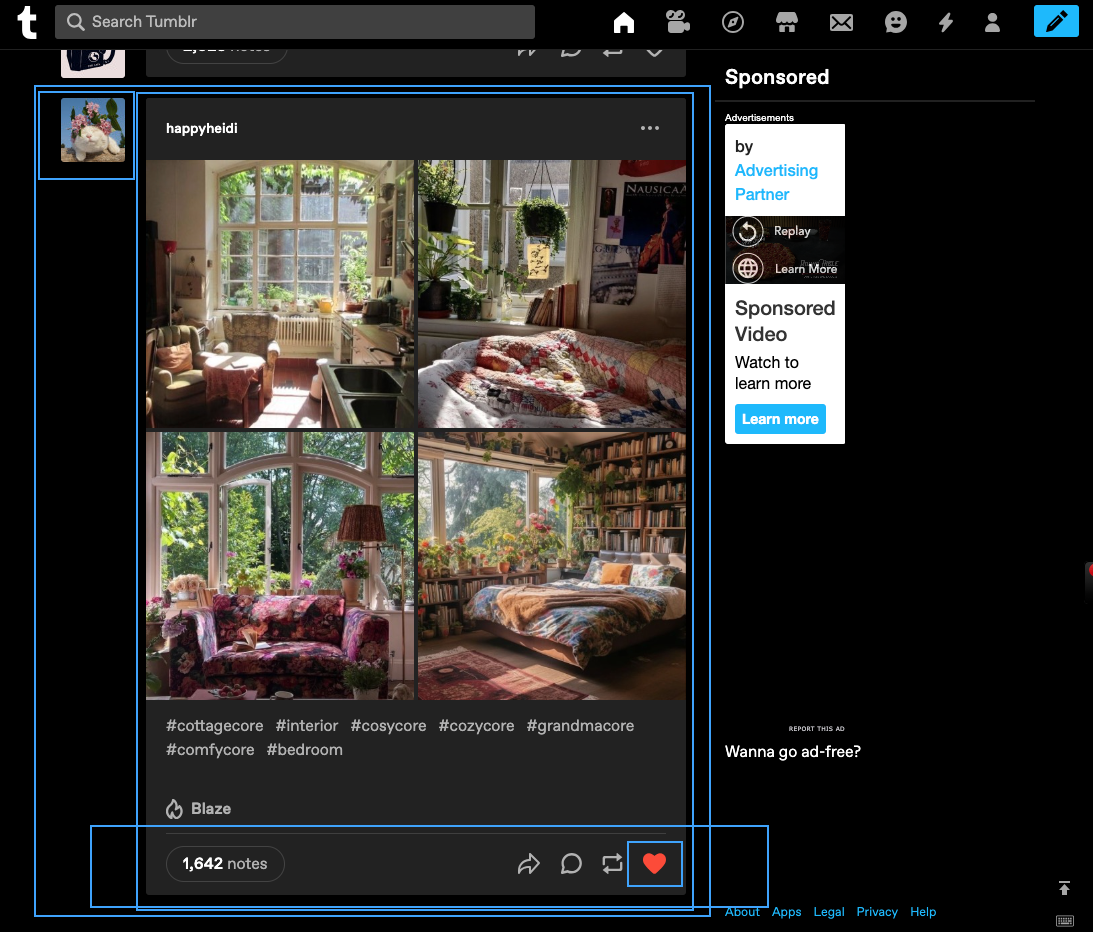 t
Search Tumblr
notes
Sponsored
Advertisements
happyheidi
by
Advertising
Partner
NAUSICAA
Replay
Learn More
Sponsored
Video
Watch to
learn more
Learn more
#cottagecore #interior #cosycore #cozycore #grandmacore
#comfycore #bedroom
REPORT THIS AD
Wanna go ad-free?
Blaze
1,642 notes
About Apps Legal Privacy Help